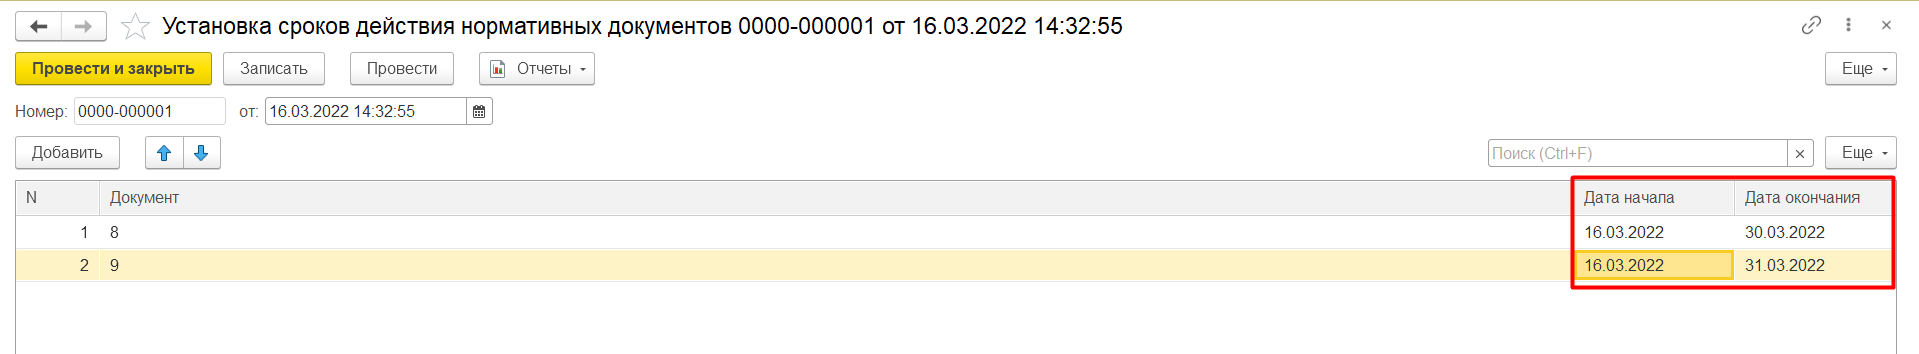 Установка сроков действия нормативных документов 0000-000001 от 16.03.2022 14:32:55
Провести и закрыть Записать Провести Отчеты Еще
Номер: 0000-000001 от: 16.03.2022 14:32:55
Добавить Поиск (Ctrl+F) × Еще
N Документ Дата начала Дата окончания
1 8 16.03.2022 30.03.2022
2 9 16.03.2022 31.03.2022